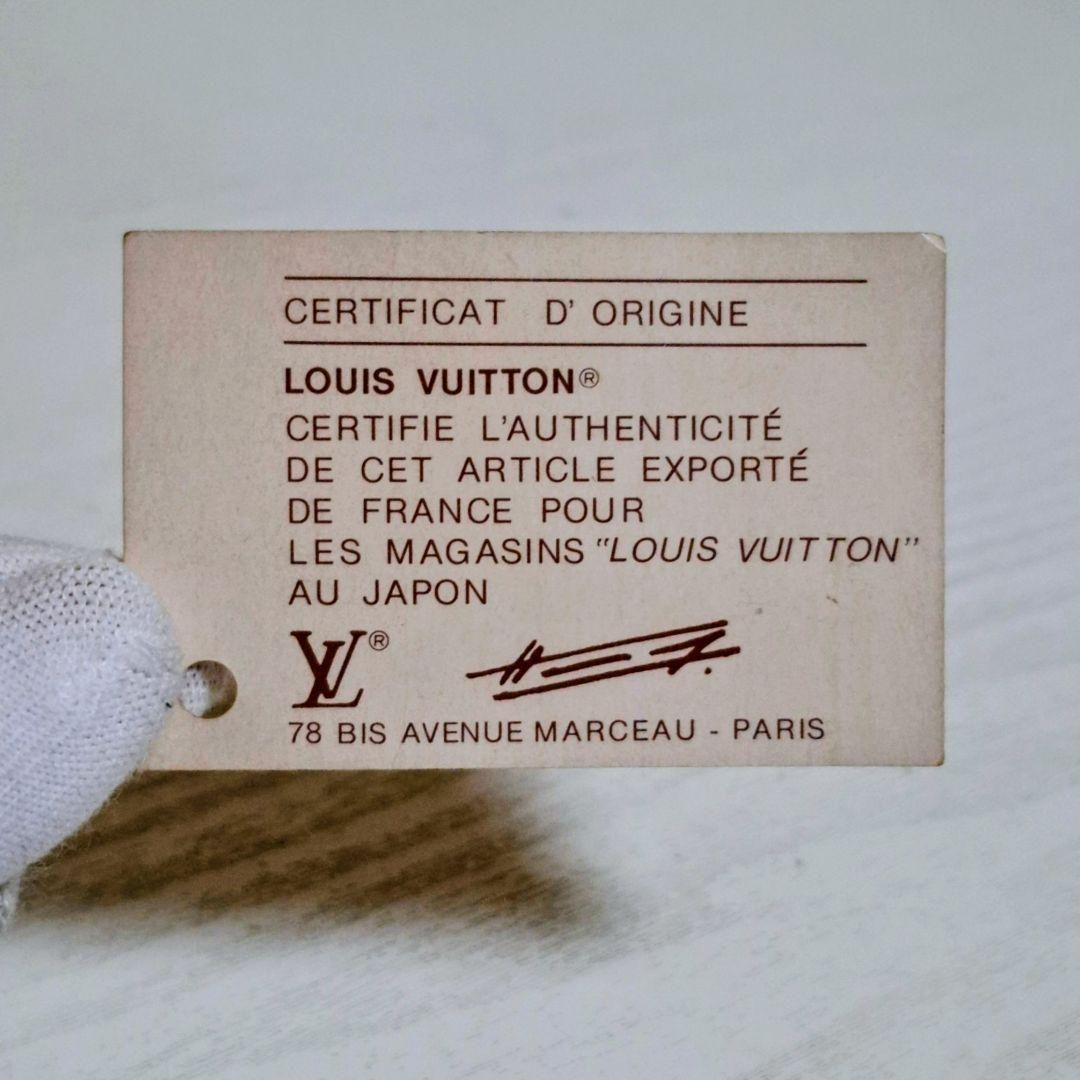 CERTIFICAT D' ORIGINE
LOUIS VUITTON®
CERTIFIE L'AUTHENTICITÉ
DE CET ARTICLE EXPORTÉ
DE FRANCE POUR
LES MAGASINS "LOUIS VUITTON"
AU JAPON
LV®
78 BIS AVENUE MARCEAU - PARIS